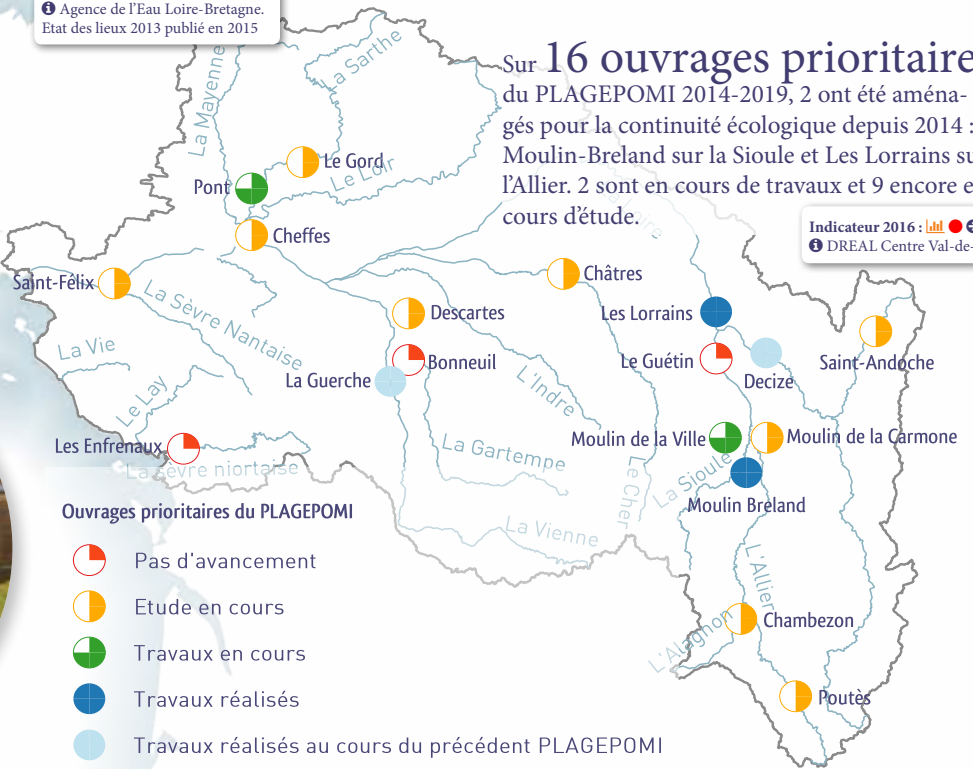 Agence de l'Eau Loire-Bretagne.
Etat des lieux 2013 publié en 2015
Sur 16 ouvrages prioritaire
du PLAGEPOMI 2014-2019, 2 ont été aména-
gés pour la continuité écologique depuis 2014 :
Moulin-Breland sur la Sioule et Les Lorrains su
l'Allier. 2 sont en cours de travaux et 9 encore e
cours d'étude.
Indicateur 2016 :
DREAL Centre Val-de-
La Mayenne
La Sarthe
Le Gord
Le Loir
Pont
Cheffes
La Loire
Saint-Félix
La Sèvre Nantaise
Châtres
Descartes
Les Lorrains
La Vie
Bonneuil
Le Guétin
Saint-Andoche
La Guerche
Decize
L'Indre
Le Lay
Les Enfrenaux
La Gartempe
Moulin de la Ville
Moulin de la Carmone
La sèvre niortaise
Le Cher
La Sioule
Moulin Breland
La Vienne
L'Allier
Chambezon
L'Alagnon
Poutès
Ouvrages prioritaires du PLAGEPOMI
Pas d'avancement
Etude en cours
Travaux en cours
Travaux réalisés
Travaux réalisés au cours du précédent PLAGEPOMI